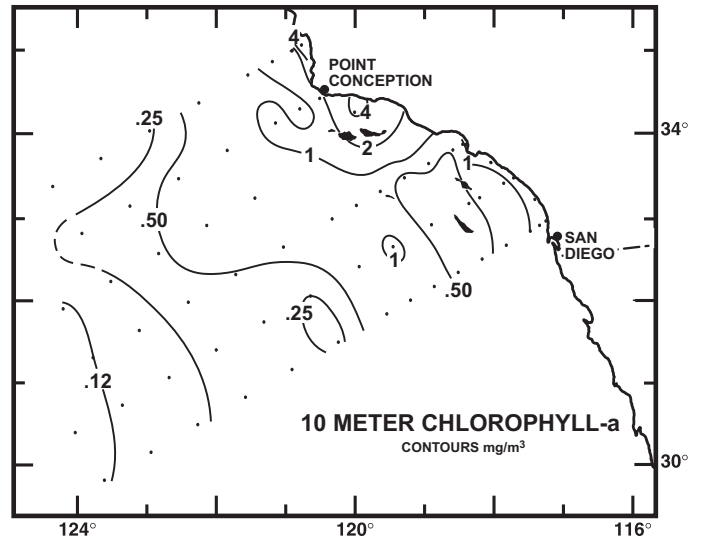 4
POINT
CONCEPTION
4
.25
34°
2
1
1
.50
SAN
DIEGO
1
.50
.25
.12
10 METER CHLOROPHYLL-a
CONTOURS mg/m³
30°
124°
120°
116°